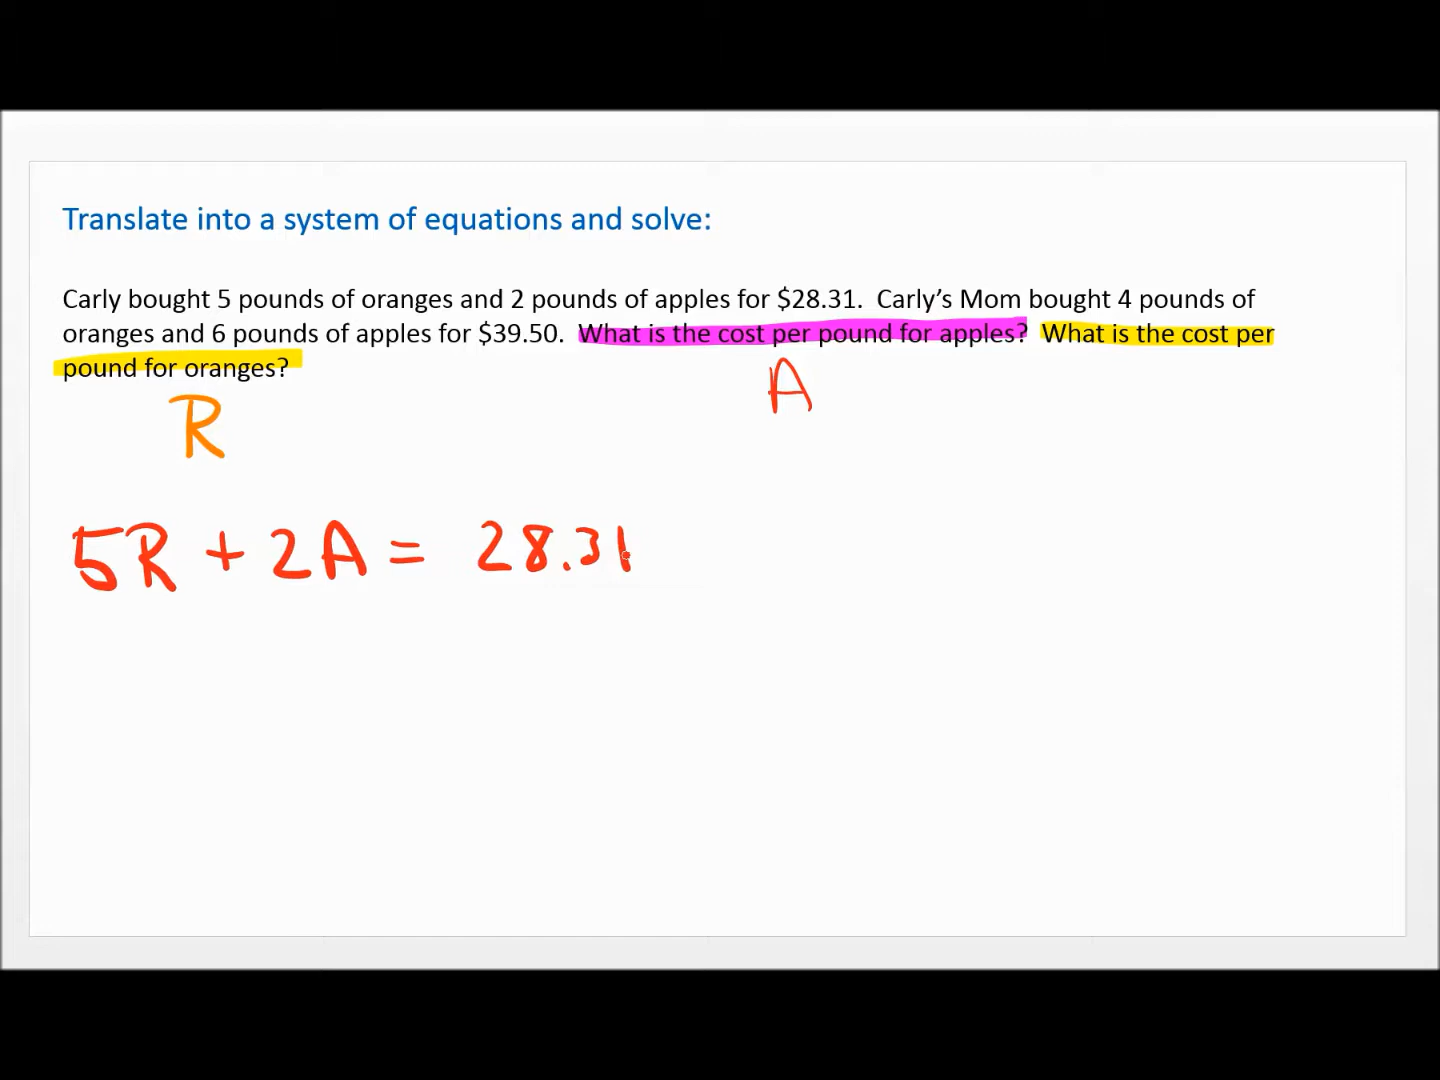 Translate into a system of equations and solve:
Carly bought 5 pounds of oranges and 2 pounds of apples for $28.31. Carly’s Mom bought 4 pounds of
oranges and 6 pounds of apples for $39.50. What is the cost per pound for apples? What is the cost per
pound for oranges?
A
R
5R + 2A = 28.31